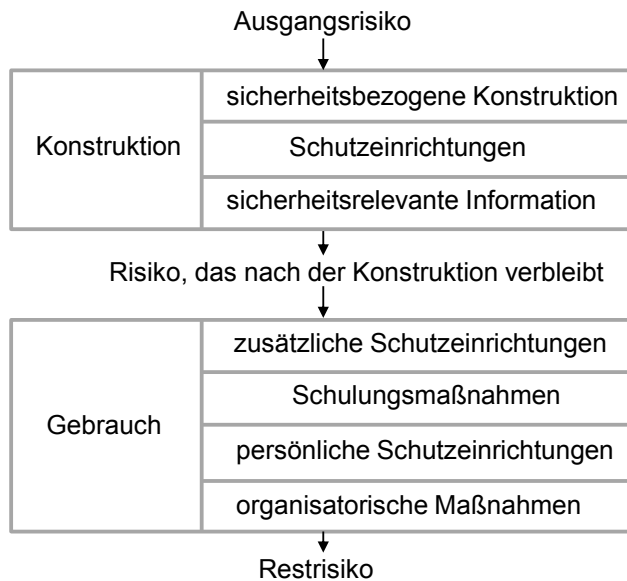 Ausgangsrisiko
Konstruktion
sicherheitsbezogene Konstruktion
Schutzeinrichtungen
sicherheitsrelevante Information
Risiko, das nach der Konstruktion verbleibt
Gebrauch
zusätzliche Schutzeinrichtungen
Schulungsmaßnahmen
persönliche Schutzeinrichtungen
organisatorische Maßnahmen
Restrisiko